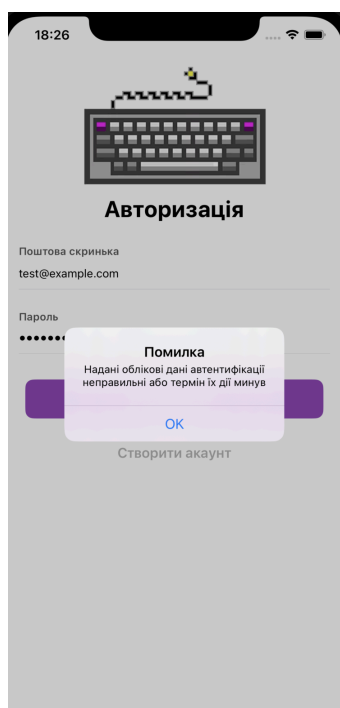 18:26
Авторизація
Поштова скринька
test@example.com
Пароль
Помилка
Надані облікові дані автентифікації
неправильні або термін їх дії минув
OK
Створити акаунт